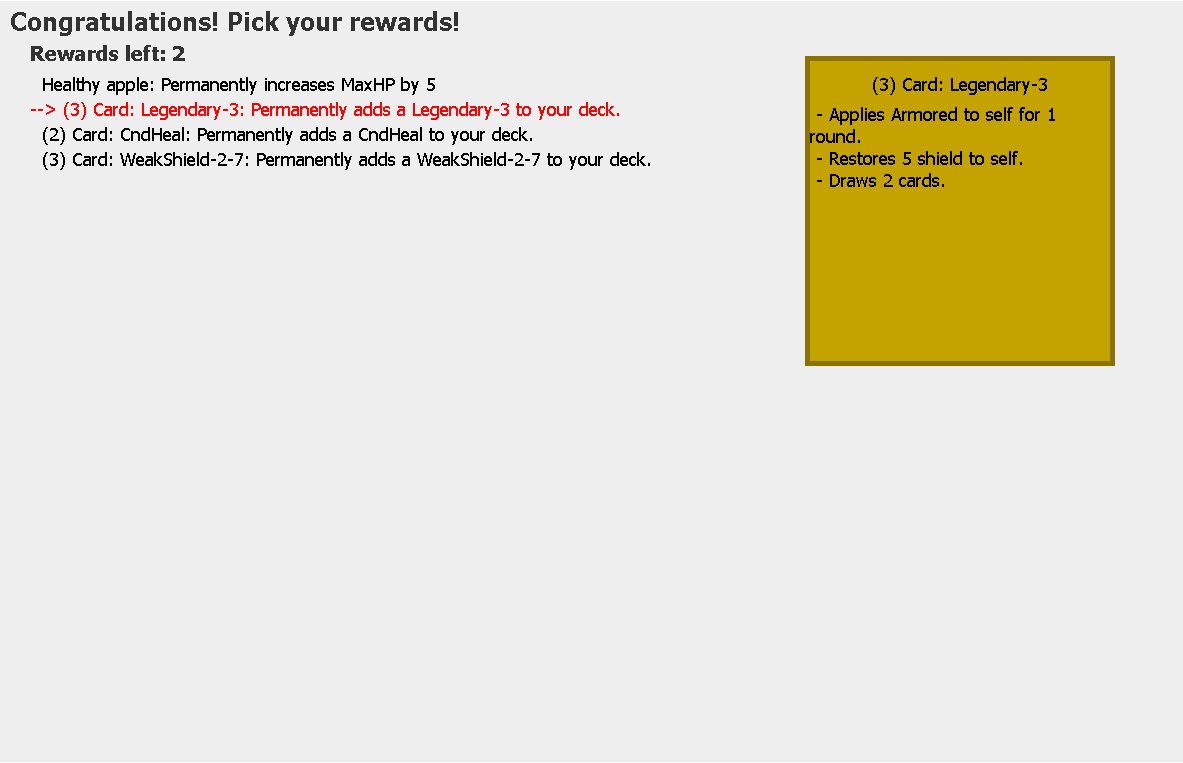 Congratulations! Pick your rewards!
Rewards left: 2
Healthy apple: Permanently increases MaxHP by 5
--> (3) Card: Legendary-3: Permanently adds a Legendary-3 to your deck.
(2) Card: CndHeal: Permanently adds a CndHeal to your deck.
(3) Card: WeakShield-2-7: Permanently adds a WeakShield-2-7 to your deck.
(3) Card: Legendary-3
- Applies Armored to self for 1
round.
- Restores 5 shield to self.
- Draws 2 cards.